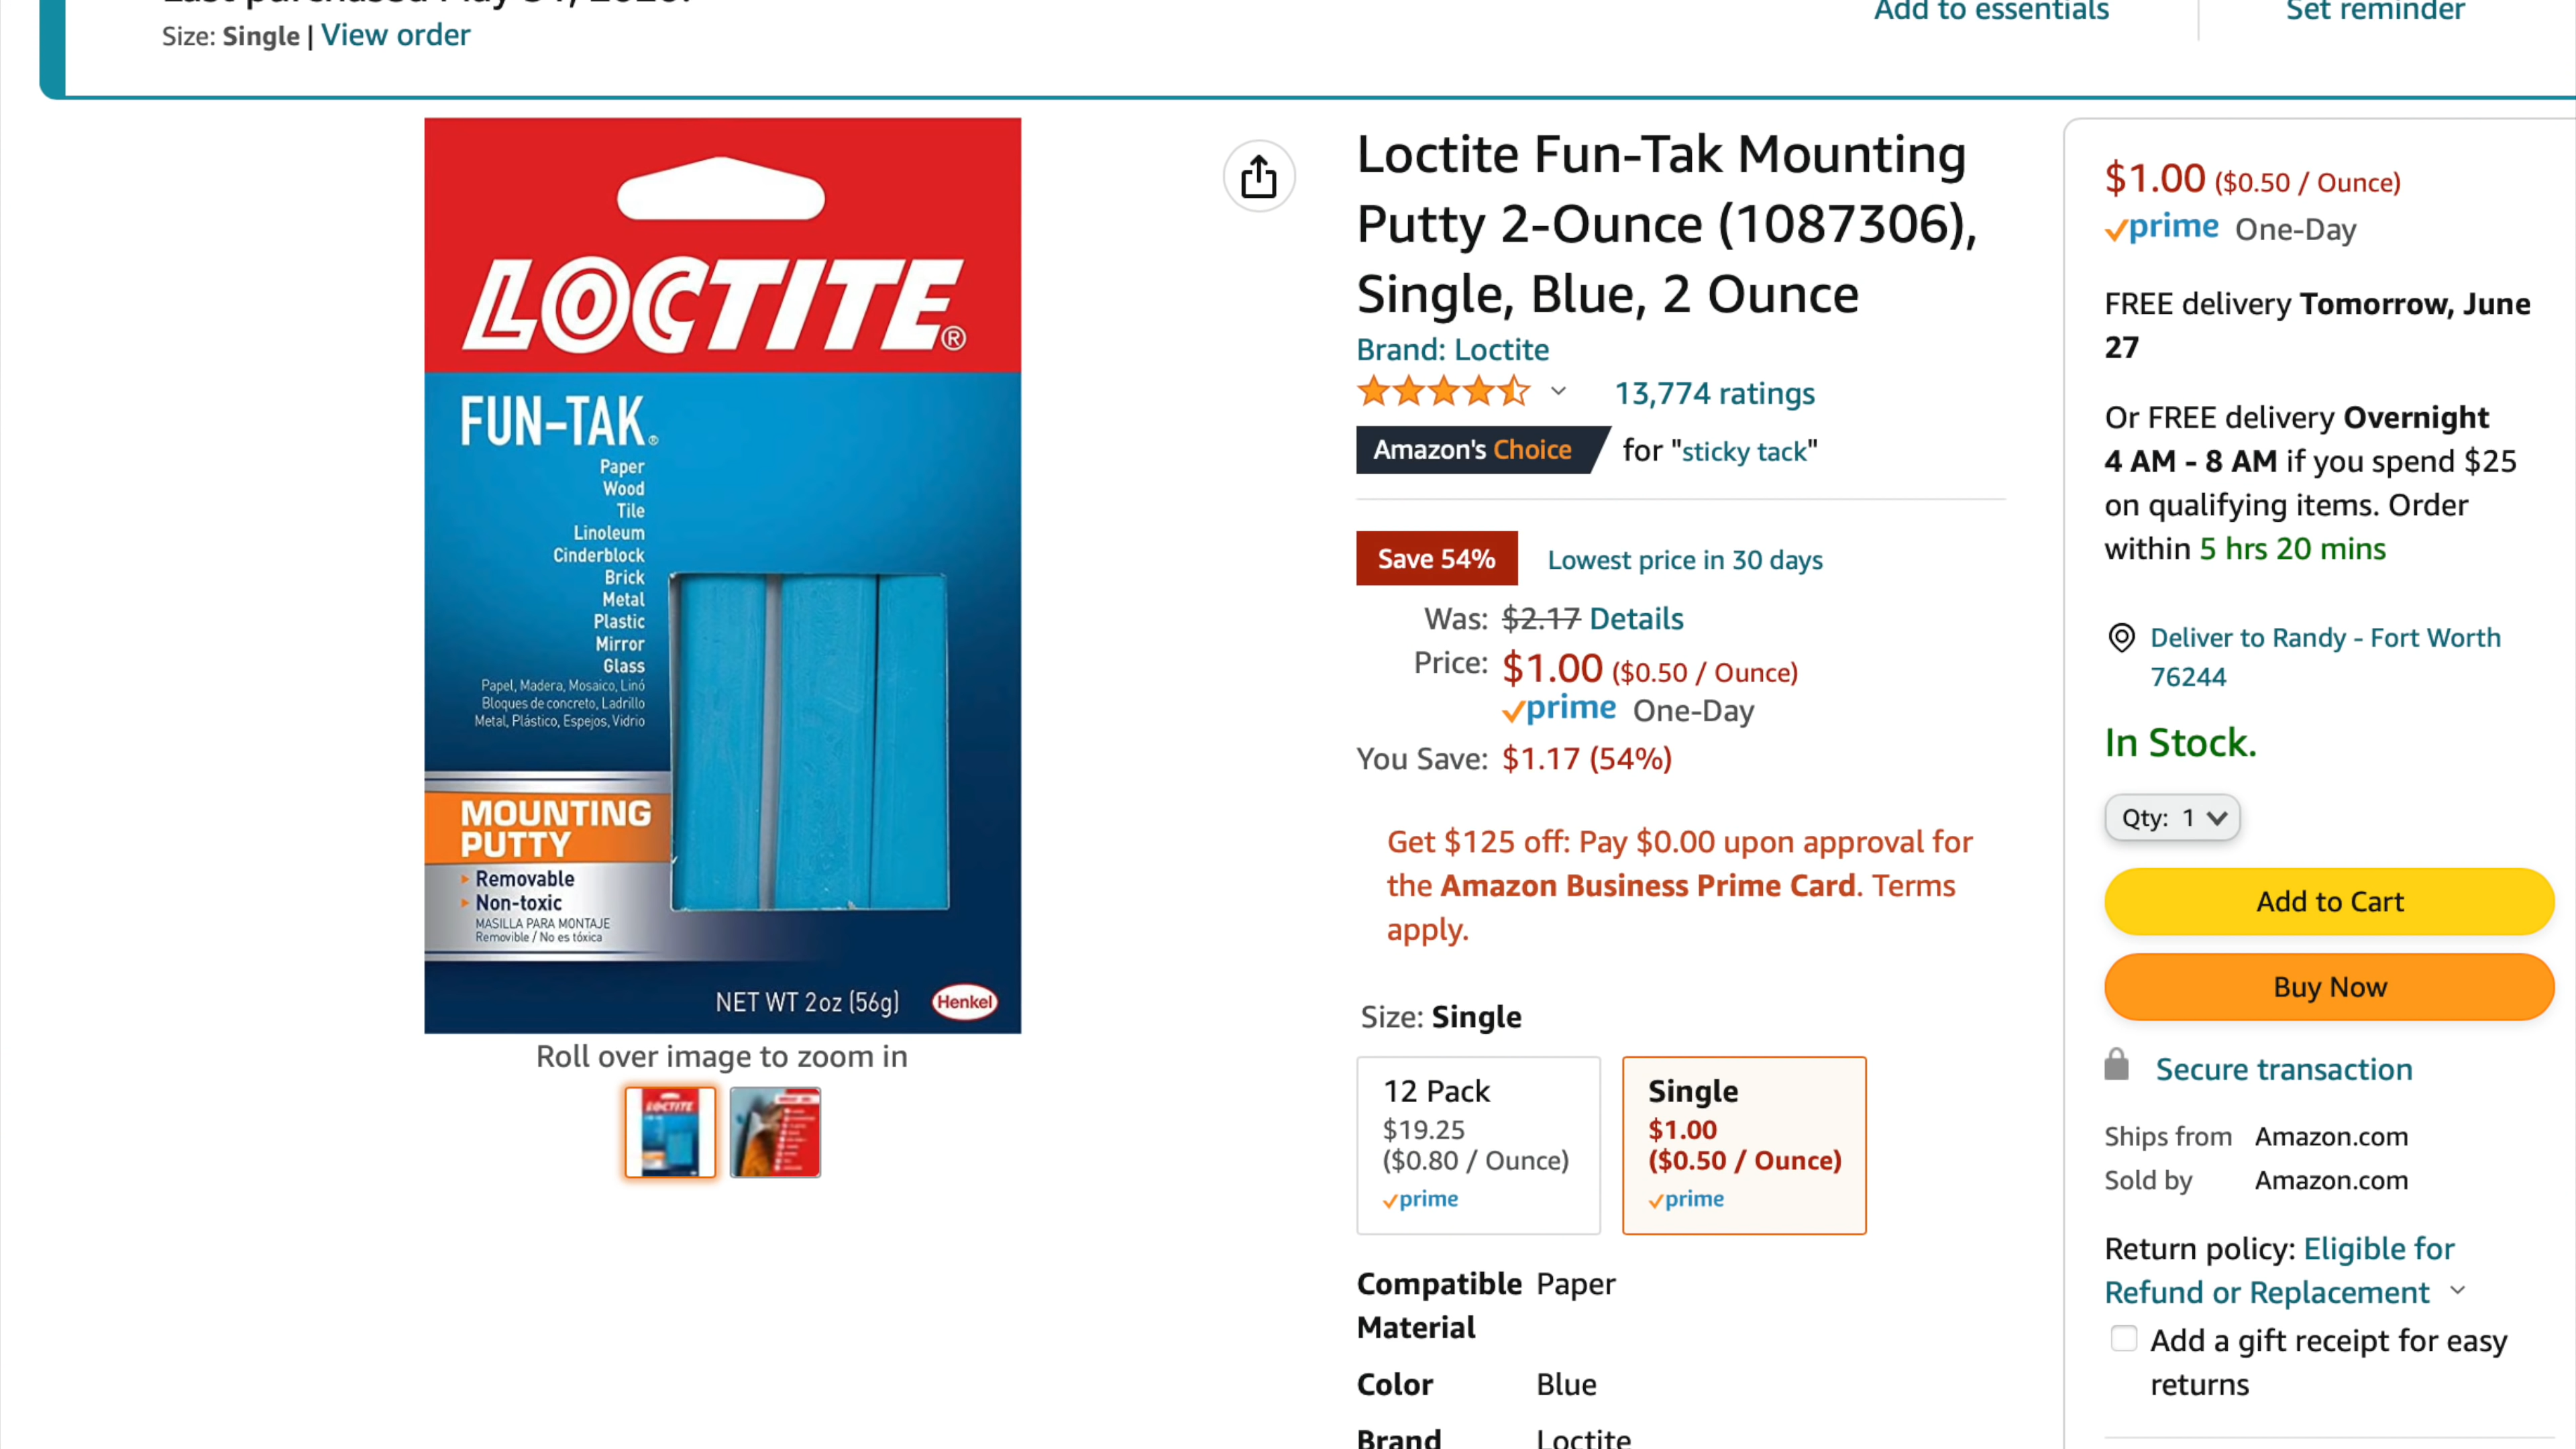 Size: Single | View order
Add to essentials
Set reminder
LOCTITE®
FUN-TAK®
Paper
Wood
Tile
Linoleum
Cinderblock
Brick
Metal
Plastic
Mirror
Glass
Papel, Madera, Mosaico, Linó
Bloques de concreto, Ladrillo
Metal, Plástico, Espejos, Vidrio
MOUNTING
PUTTY
Removable
Non-toxic
MASILLA PARA MONTAJE
Removible / No es tóxica
NET WT 2oz (56g)
Henkel
Roll over image to zoom in
LOCTITE
Loctite Fun-Tak Mounting
Putty 2-Ounce (1087306),
Single, Blue, 2 Ounce
Brand: Loctite
13,774 ratings
Amazon's Choice for "sticky tack"
Save 54% Lowest price in 30 days
Was: $2.17 Details
Price: $1.00 ($0.50 / Ounce)
prime One-Day
You Save: $1.17 (54%)
Get $125 off: Pay $0.00 upon approval for
the Amazon Business Prime Card. Terms
apply.
Size: Single
12 Pack
$19.25
($0.80 / Ounce)
prime
Single
$1.00
($0.50 / Ounce)
prime
Compatible Paper
Material
Color Blue
Brand Loctite
$1.00 ($0.50 / Ounce)
prime One-Day
FREE delivery Tomorrow, June
27
Or FREE delivery Overnight
4 AM - 8 AM if you spend $25
on qualifying items. Order
within 5 hrs 20 mins
Deliver to Randy - Fort Worth
76244
In Stock.
Qty: 1
Add to Cart
Buy Now
Secure transaction
Ships from Amazon.com
Sold by Amazon.com
Return policy: Eligible for
Refund or Replacement
Add a gift receipt for easy
returns